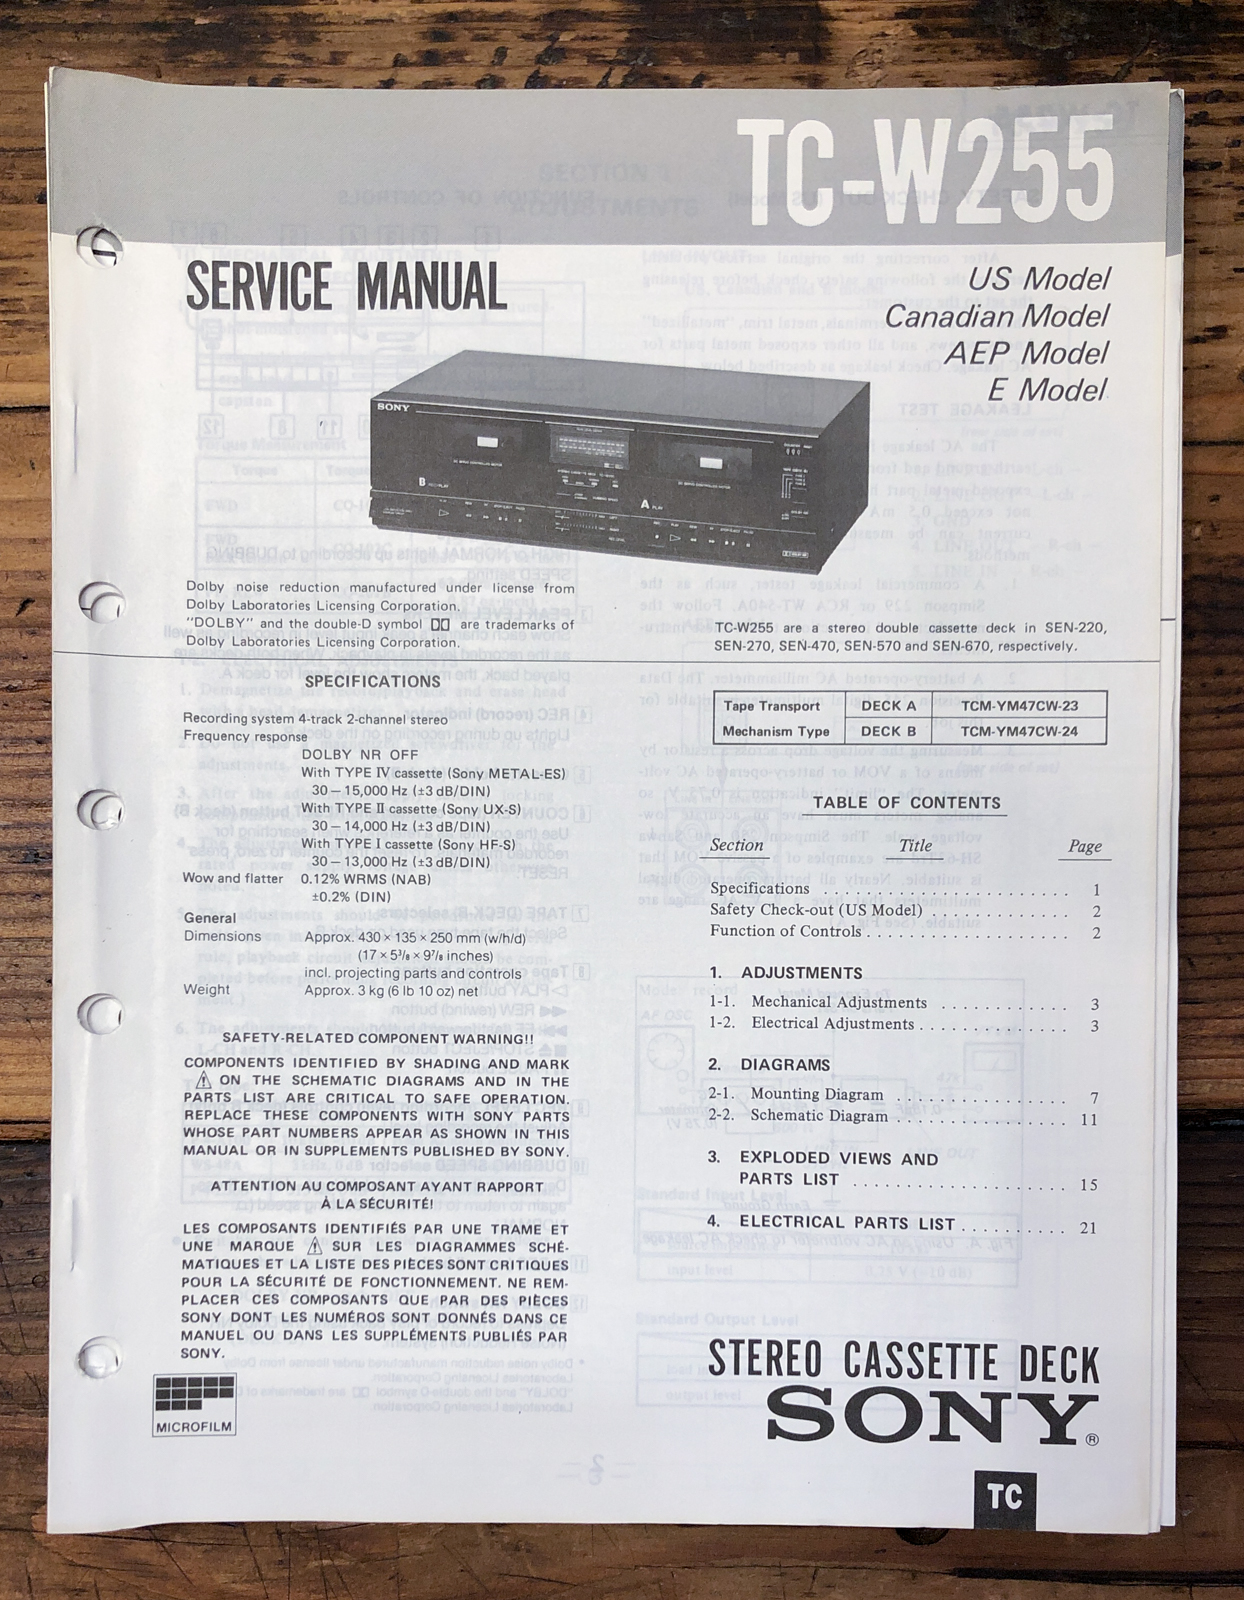 TC-W255
SERVICE MANUAL
US Model
Canadian Model
AEP Model
E Model
SONY
B
A
Dolby noise reduction manufactured under license from
Dolby Laboratories Licensing Corporation.
"DOLBY" and the double-D symbol are trademarks of
Dolby Laboratories Licensing Corporation.
TC-W255 are a stereo double cassette deck in SEN-220,
SEN-270, SEN-470, SEN-570 and SEN-670, respectively.
SPECIFICATIONS
Recording system 4-track 2-channel stereo
Frequency response
DOLBY NR OFF
With TYPE IV cassette (Sony METAL-ES)
30 – 15,000 Hz (±3 dB/DIN)
With TYPE II cassette (Sony UX-S)
30 – 14,000 Hz (±3 dB/DIN)
With TYPE I cassette (Sony HF-S)
30 – 13,000 Hz (±3 dB/DIN)
Wow and flatter 0.12% WRMS (NAB)
±0.2% (DIN)
General
Dimensions Approx. 430 × 135 × 250 mm (w/h/d)
(17 × 5³/₈ × 9⁷/₈ inches)
incl. projecting parts and controls
Weight Approx. 3 kg (6 lb 10 oz) net
SAFETY-RELATED COMPONENT WARNING!!
COMPONENTS IDENTIFIED BY SHADING AND MARK
⚠ ON THE SCHEMATIC DIAGRAMS AND IN THE
PARTS LIST ARE CRITICAL TO SAFE OPERATION.
REPLACE THESE COMPONENTS WITH SONY PARTS
WHOSE PART NUMBERS APPEAR AS SHOWN IN THIS
MANUAL OR IN SUPPLEMENTS PUBLISHED BY SONY.
ATTENTION AU COMPOSANT AYANT RAPPORT
À LA SÉCURITÉ!
LES COMPOSANTS IDENTIFIÉS PAR UNE TRAME ET
UNE MARQUE ⚠ SUR LES DIAGRAMMES SCHÉ-
MATIQUES ET LA LISTE DES PIÈCES SONT CRITIQUES
POUR LA SÉCURITÉ DE FONCTIONNEMENT. NE REM-
PLACER CES COMPOSANTS QUE PAR DES PIÈCES
SONY DONT LES NUMÉROS SONT DONNÉS DANS CE
MANUEL OU DANS LES SUPPLÉMENTS PUBLIÉS PAR
SONY.
MICROFILM
Tape Transport Mechanism Type
DECK A TCM-YM47CW-23
DECK B TCM-YM47CW-24
TABLE OF CONTENTS
Section Title Page
Specifications . . . . . . . . . . 1
Safety Check-out (US Model) . . . . . . . . . . 2
Function of Controls . . . . . . . . . . 2
1. ADJUSTMENTS
1-1. Mechanical Adjustments . . . . . . . . . . 3
1-2. Electrical Adjustments . . . . . . . . . . 3
2. DIAGRAMS
2-1. Mounting Diagram . . . . . . . . . . 7
2-2. Schematic Diagram . . . . . . . . . . 11
3. EXPLODED VIEWS AND
PARTS LIST . . . . . . . . . . 15
4. ELECTRICAL PARTS LIST . . . . . . . . . . 21
STEREO CASSETTE DECK
SONY®
TC